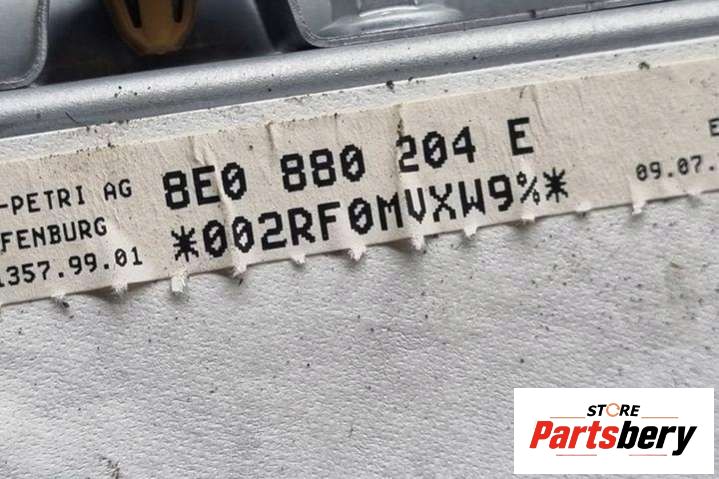 -PETRI AG
FENBURG
1357.99.01
8E0 880 204 E
*002RF0MVXW9%*
E
09.07.
STORE
Partsbery